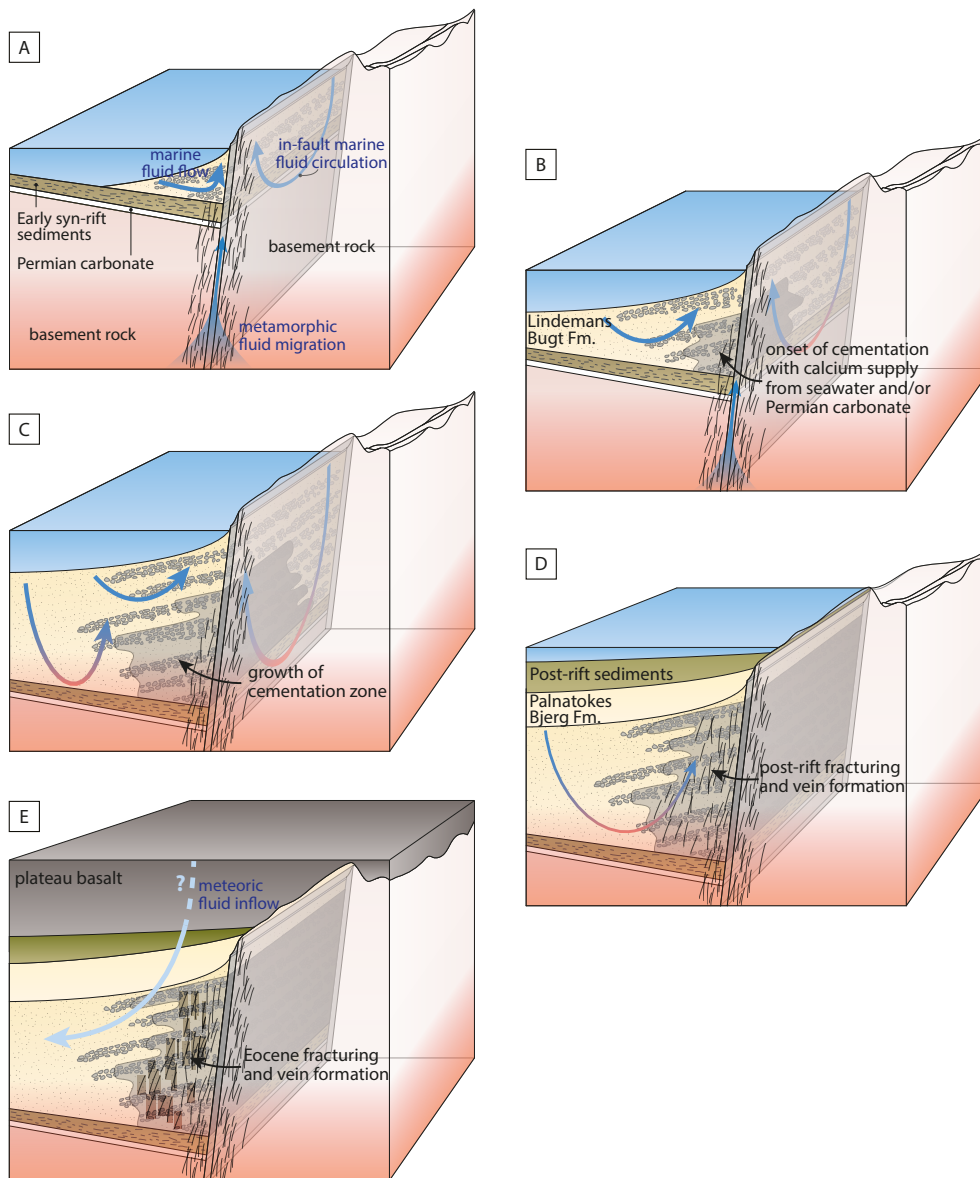 A
marine
fluid flow
in-fault marine
fluid circulation
Early syn-rift
sediments
Permian carbonate
basement rock
basement rock
metamorphic
fluid migration
B
Lindemans
Bugt Fm.
onset of cementation
with calcium supply
from seawater and/or
Permian carbonate
C
growth of
cementation zone
D
Post-rift sediments
Palnatokes
Bjerg Fm.
post-rift fracturing
and vein formation
E
plateau basalt
?
meteoric
fluid inflow
Eocene fracturing
and vein formation